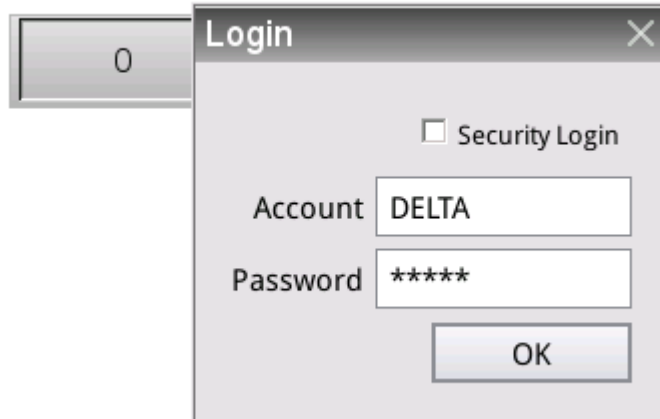 Login
0
Security Login
Account DELTA
Password *****
OK